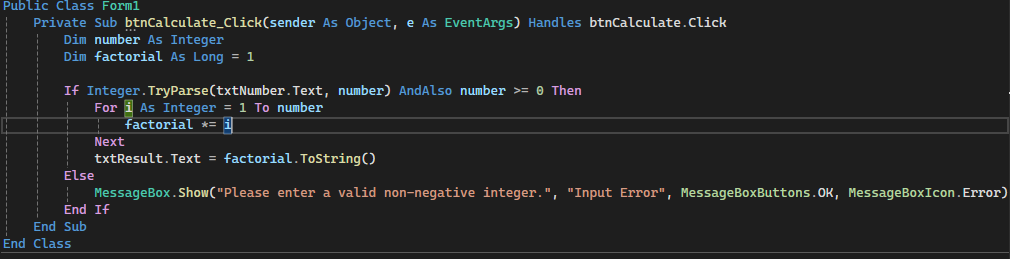 Public Class Form1
    Private Sub btnCalculate_Click(sender As Object, e As EventArgs) Handles btnCalculate.Click
        Dim number As Integer
        Dim factorial As Long = 1

        If Integer.TryParse(txtNumber.Text, number) AndAlso number >= 0 Then
            For i As Integer = 1 To number
                factorial *= i
            Next
            txtResult.Text = factorial.ToString()
        Else
            MessageBox.Show("Please enter a valid non-negative integer.", "Input Error", MessageBoxButtons.OK, MessageBoxIcon.Error)
        End If
    End Sub
End Class